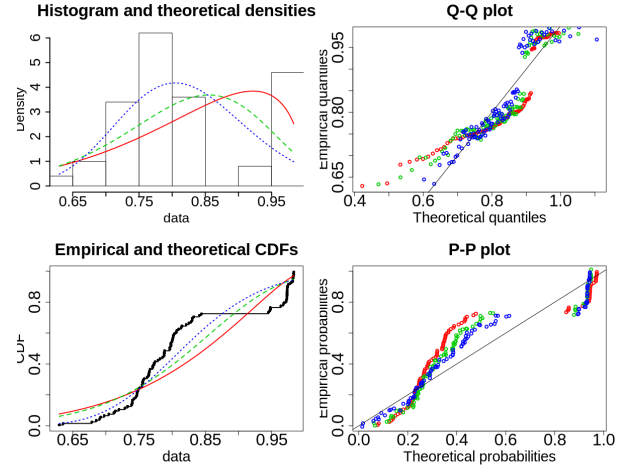 Histogram and theoretical densities
Density
0 1 2 3 4 5 6
0.65 0.75 0.85 0.95
data
Q-Q plot
Empirical quantiles
0.65 0.80 0.95
0.4 0.6 0.8 1.0
Theoretical quantiles
Empirical and theoretical CDFs
CDF
0.0 0.4 0.8
0.65 0.75 0.85 0.95
data
P-P plot
Empirical probabilities
0.0 0.4 0.8
0.0 0.2 0.4 0.6 0.8 1.0
Theoretical probabilities